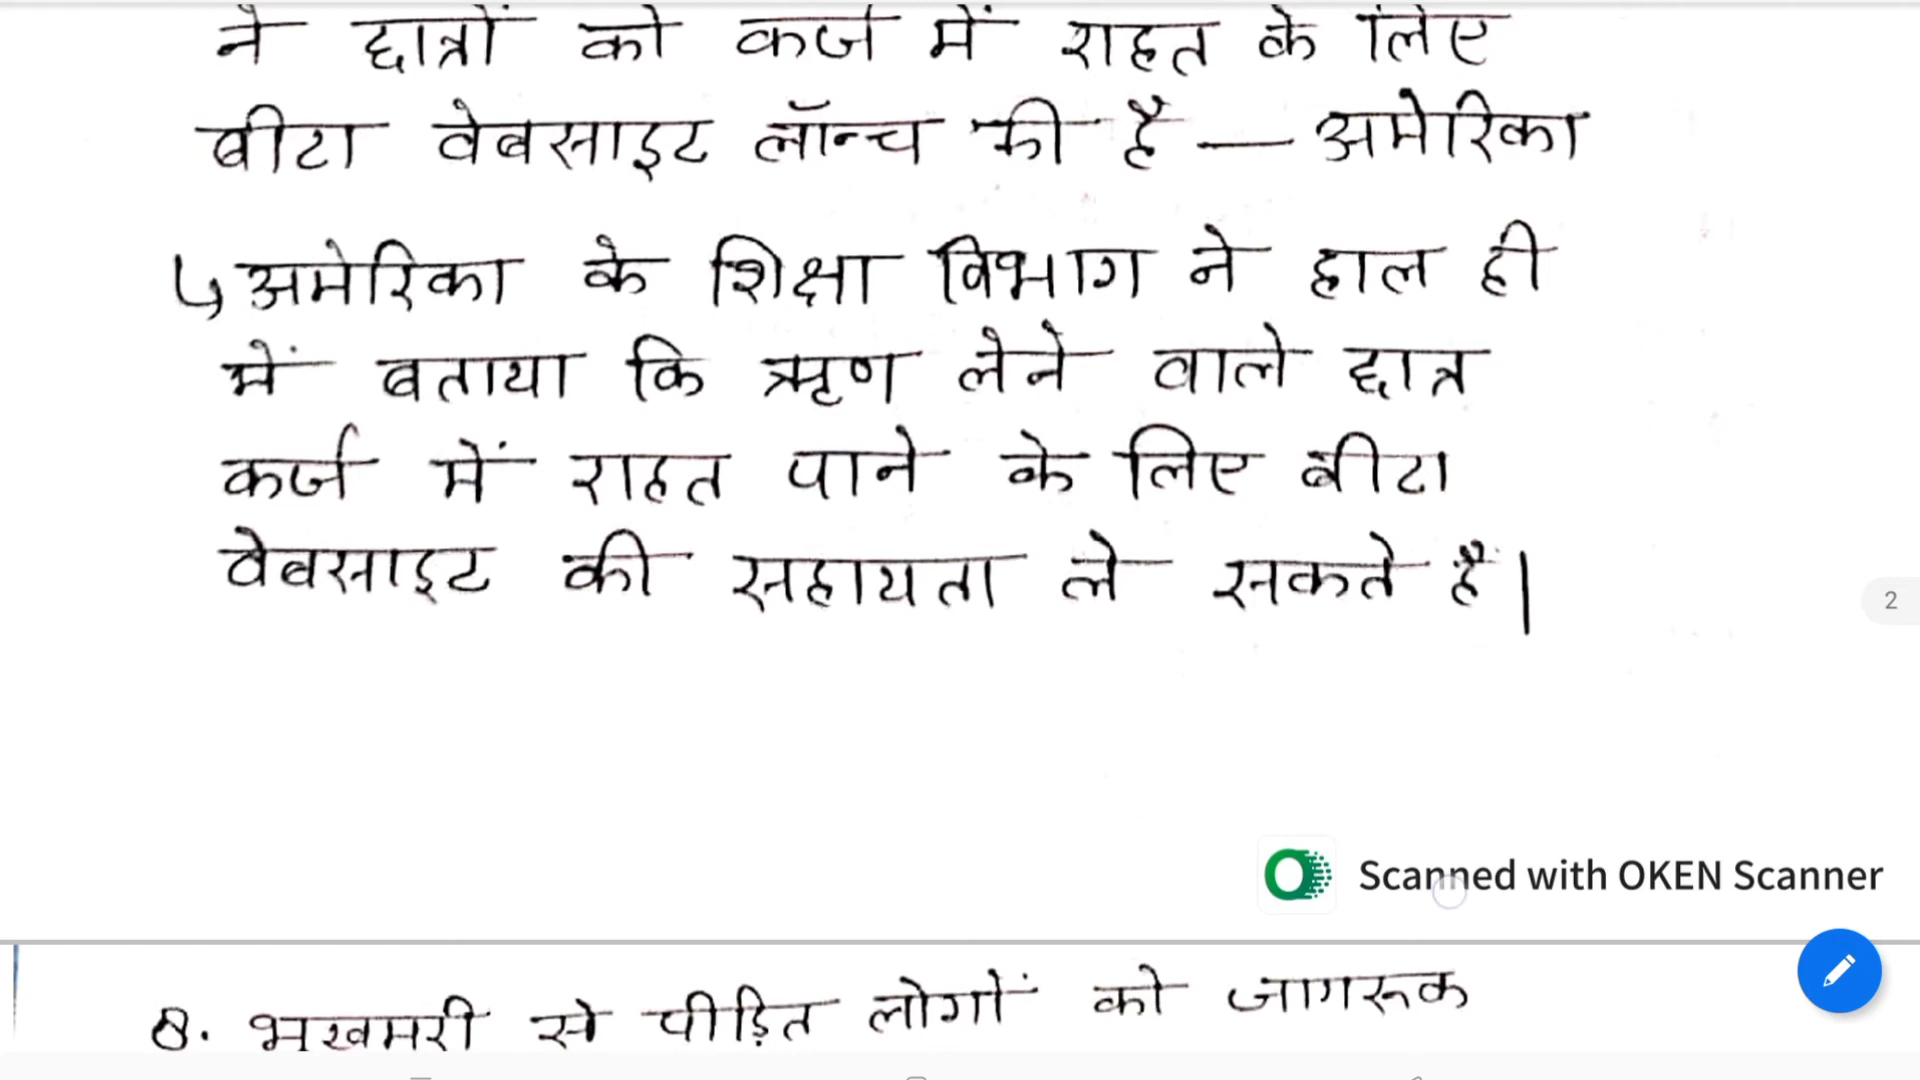 ने छात्रों को कर्ज में राहत के लिए
बीटा वेबसाइट लॉन्च की है — अमेरिका
↳ अमेरिका के शिक्षा विभाग ने हाल ही
में बताया कि ऋण लेने वाले छात्र
कर्ज में राहत पाने के लिए बीटा
वेबसाइट की सहायता ले सकते हैं।
2
Scanned with OKEN Scanner
8. भुखमरी से पीड़ित लोगों को जागरूक